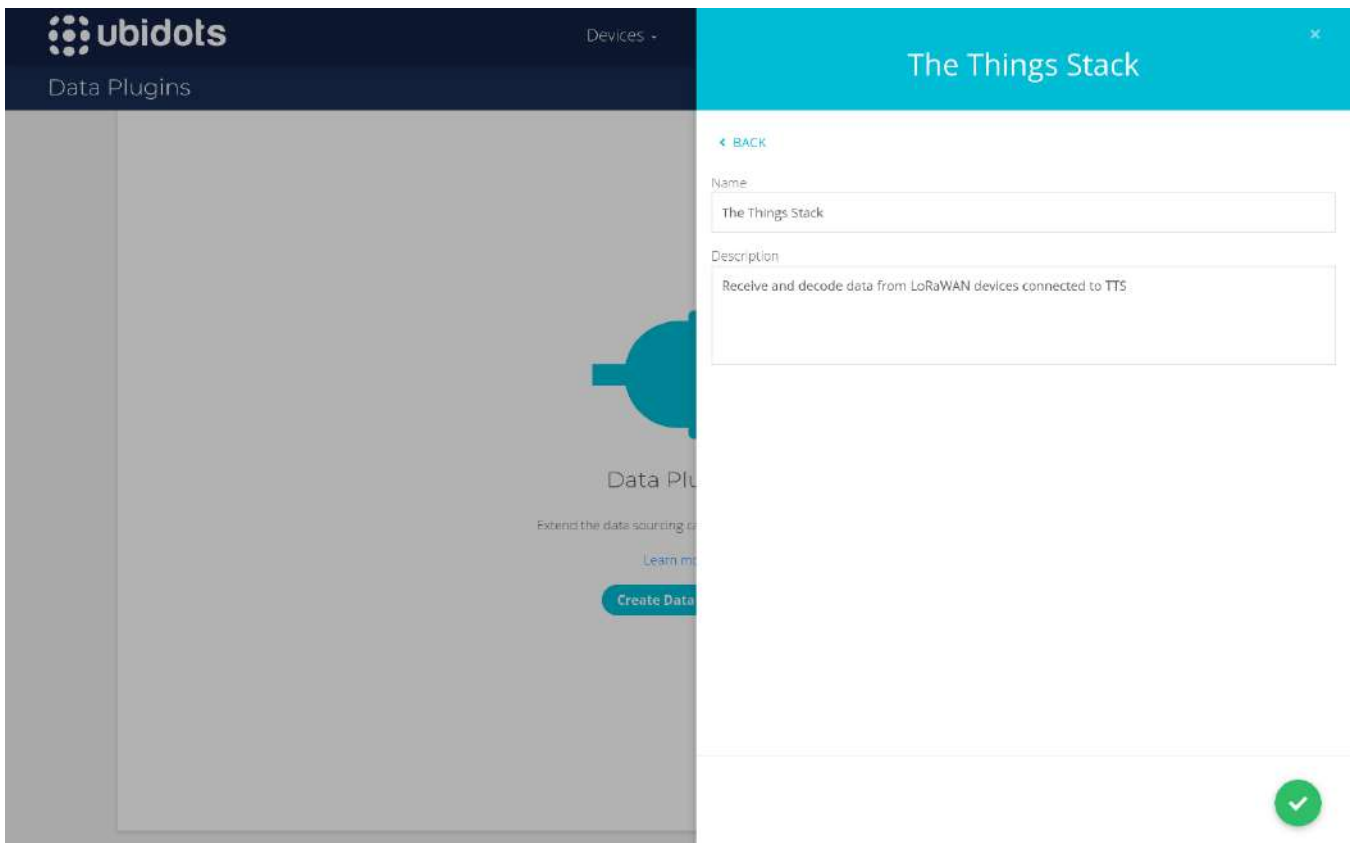 ubidots
Devices
Data Plugins
Data
Extend the data sourcing
Learn
Create Data
The Things Stack
BACK
Name
The Things Stack
Description
Receive and decode data from LoRaWAN devices connected to TTS